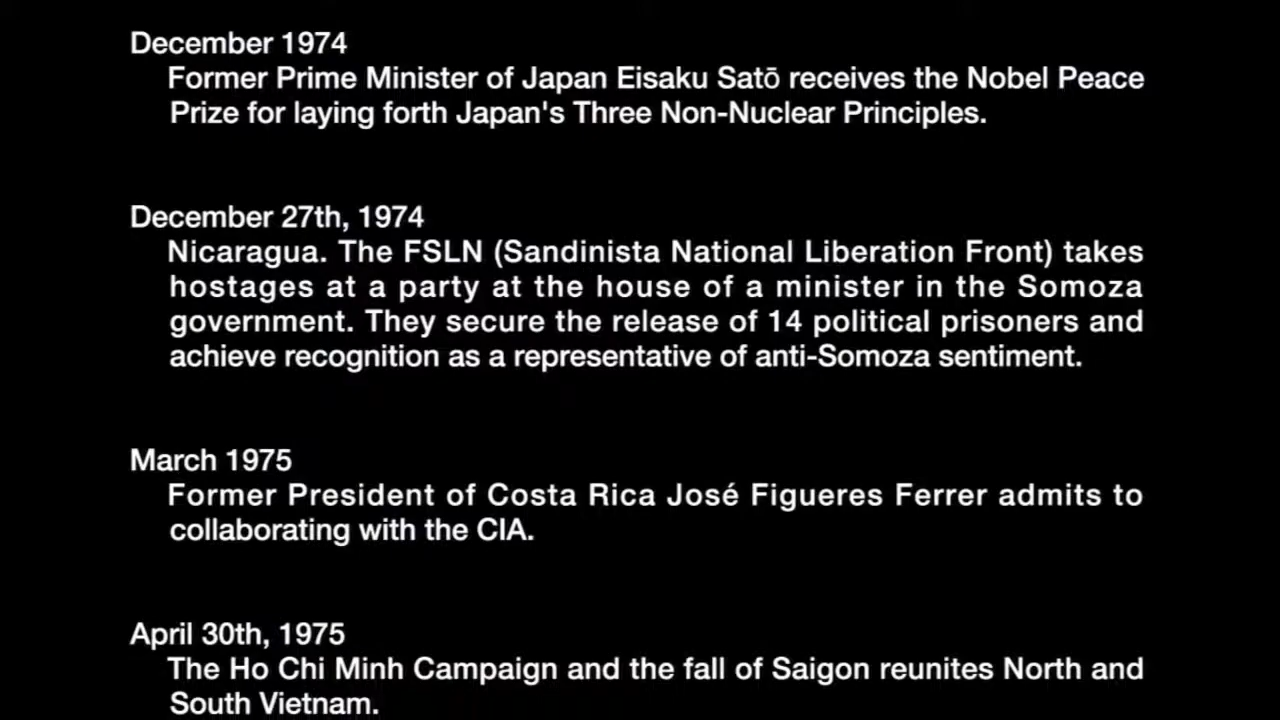 December 1974
Former Prime Minister of Japan Eisaku Satō receives the Nobel Peace
Prize for laying forth Japan's Three Non-Nuclear Principles.
December 27th, 1974
Nicaragua. The FSLN (Sandinista National Liberation Front) takes
hostages at a party at the house of a minister in the Somoza
government. They secure the release of 14 political prisoners and
achieve recognition as a representative of anti-Somoza sentiment.
March 1975
Former President of Costa Rica José Figueres Ferrer admits to
collaborating with the CIA.
April 30th, 1975
The Ho Chi Minh Campaign and the fall of Saigon reunites North and
South Vietnam.